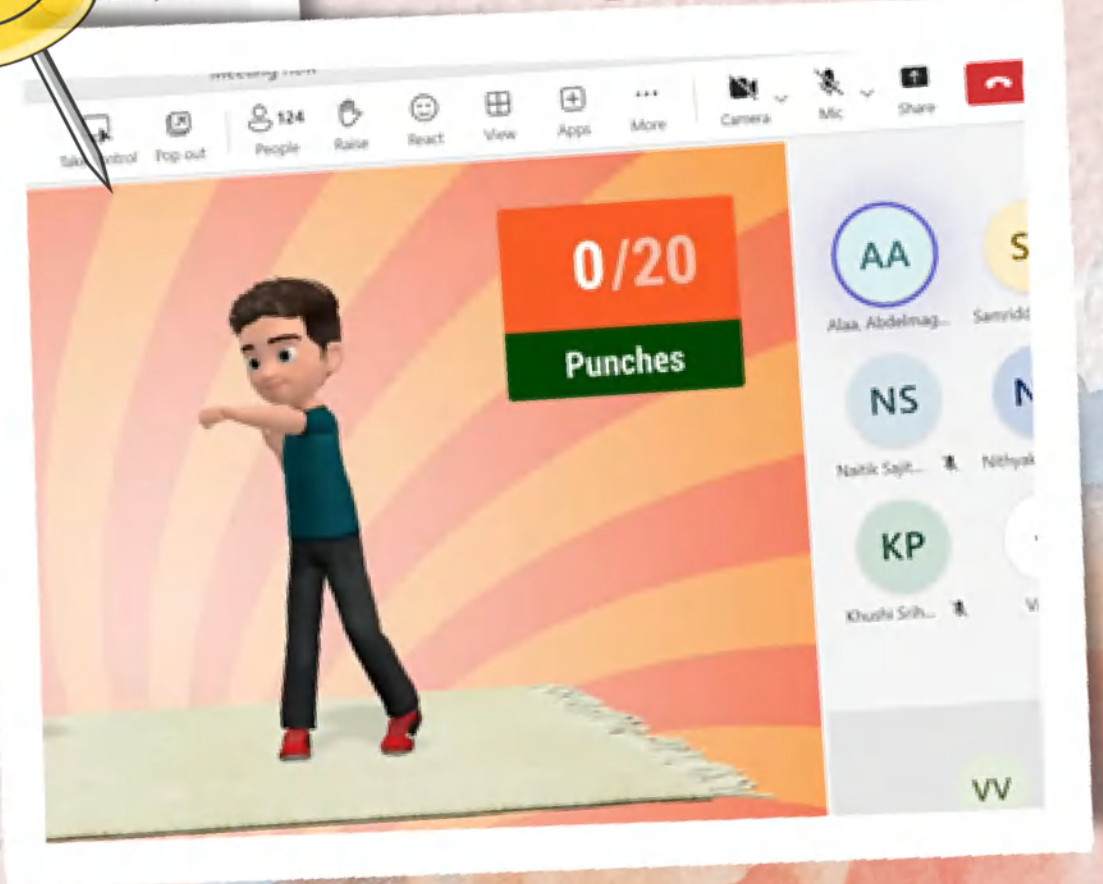 124
Pop out
People
Raise
React
View
Apps
More
Camera
Mic
Share
0/20
Punches
AA
Alaa, Abdelmag...
S
NS
N
Naitik Sajit...
KP
Khushi Srih...
VV